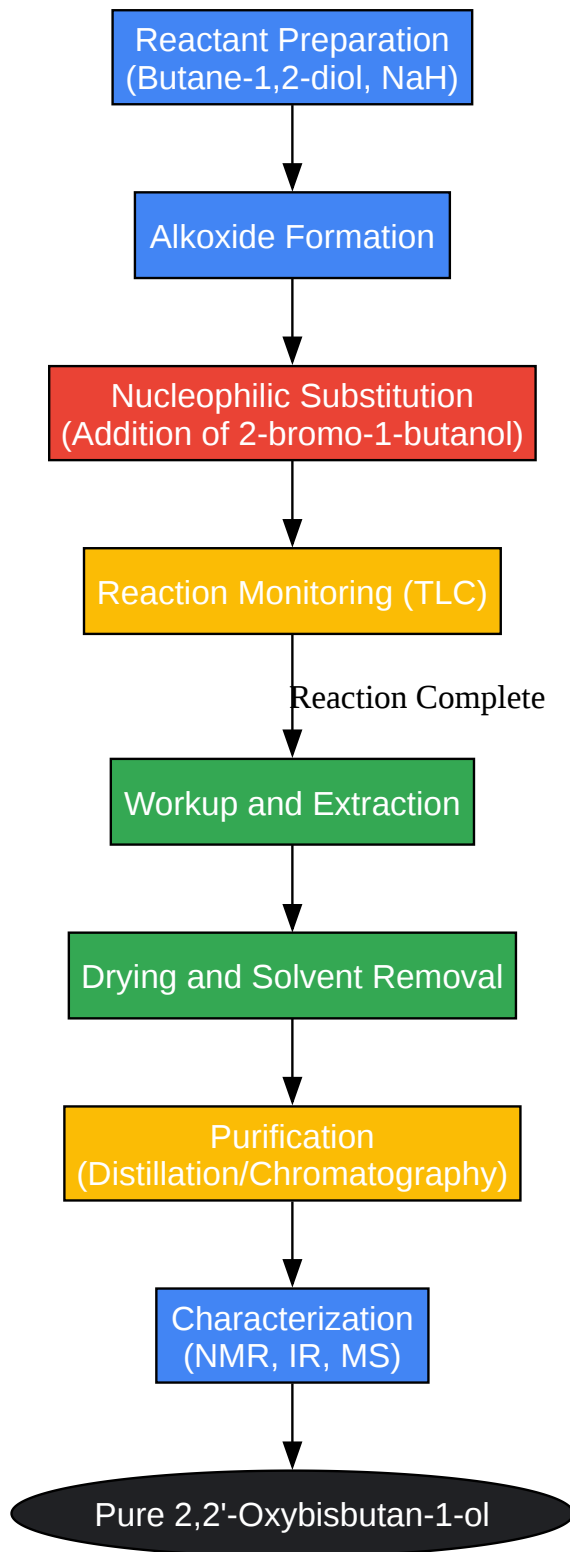 Reactant Preparation
(Butane-1,2-diol, NaH)
Alkoxide Formation
Nucleophilic Substitution
(Addition of 2-bromo-1-butanol)
Reaction Monitoring (TLC)
Reaction Complete
Workup and Extraction
Drying and Solvent Removal
Purification
(Distillation/Chromatography)
Characterization
(NMR, IR, MS)
Pure 2,2'-Oxybisbutan-1-ol